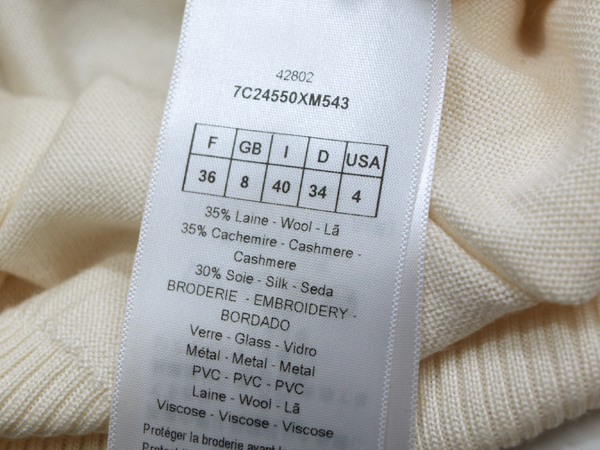 42802
7C24550XM543
F GB I D USA
36 8 40 34 4
35% Laine - Wool - Lã
35% Cachemire - Cashmere -
Cashmere
30% Soie - Silk - Seda
BRODERIE - EMBROIDERY -
BORDADO
Verre - Glass - Vidro
Métal - Metal - Metal
PVC - PVC - PVC
Laine - Wool - Lã
Viscose - Viscose - Viscose
Protéger la broderie avant